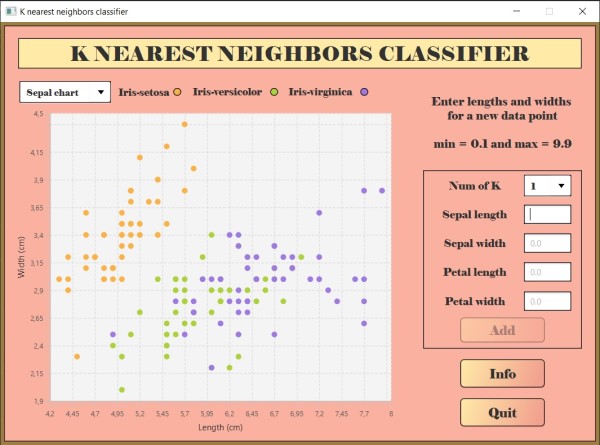 K nearest neighbors classifier
K NEAREST NEIGHBORS CLASSIFIER
Sepal chart
Iris-setosa Iris-versicolor Iris-virginica
Enter lengths and widths
for a new data point
min = 0.1 and max = 9.9
4,5
4,15
3,9
3,65
3,4
3,15
2,9
2,65
2,4
2,15
1,9
Width (cm)
4,2 4,45 4,7 4,95 5,2 5,45 5,7 5,95 6,2 6,45 6,7 6,95 7,2 7,45 7,7 8
Length (cm)
Num of K 1
Sepal length
Sepal width 0.0
Petal length 0.0
Petal width 0.0
Add
Info
Quit